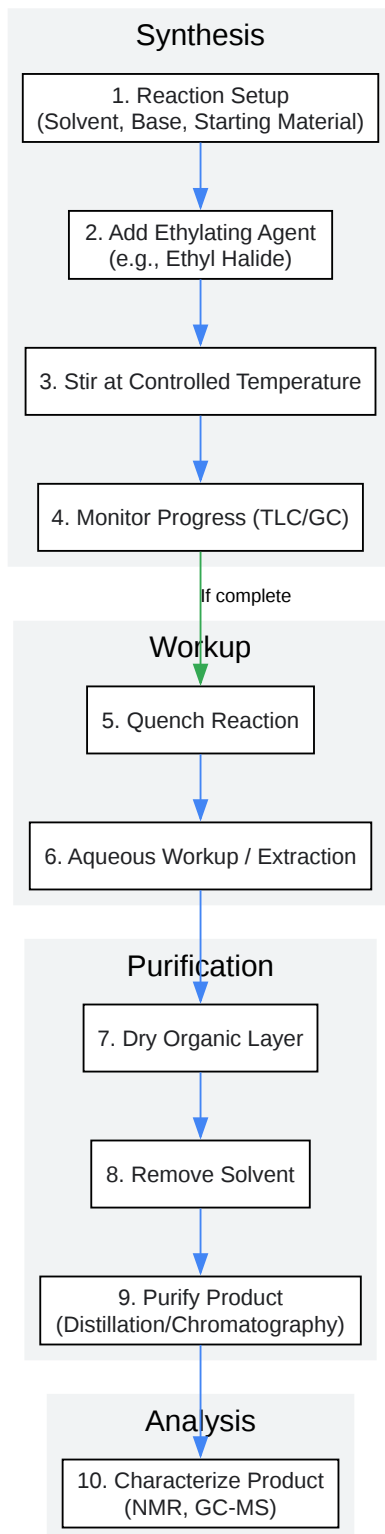 Synthesis
1. Reaction Setup
(Solvent, Base, Starting Material)
2. Add Ethylating Agent
(e.g., Ethyl Halide)
3. Stir at Controlled Temperature
4. Monitor Progress (TLC/GC)
If complete
Workup
5. Quench Reaction
6. Aqueous Workup / Extraction
Purification
7. Dry Organic Layer
8. Remove Solvent
9. Purify Product
(Distillation/Chromatography)
Analysis
10. Characterize Product
(NMR, GC-MS)